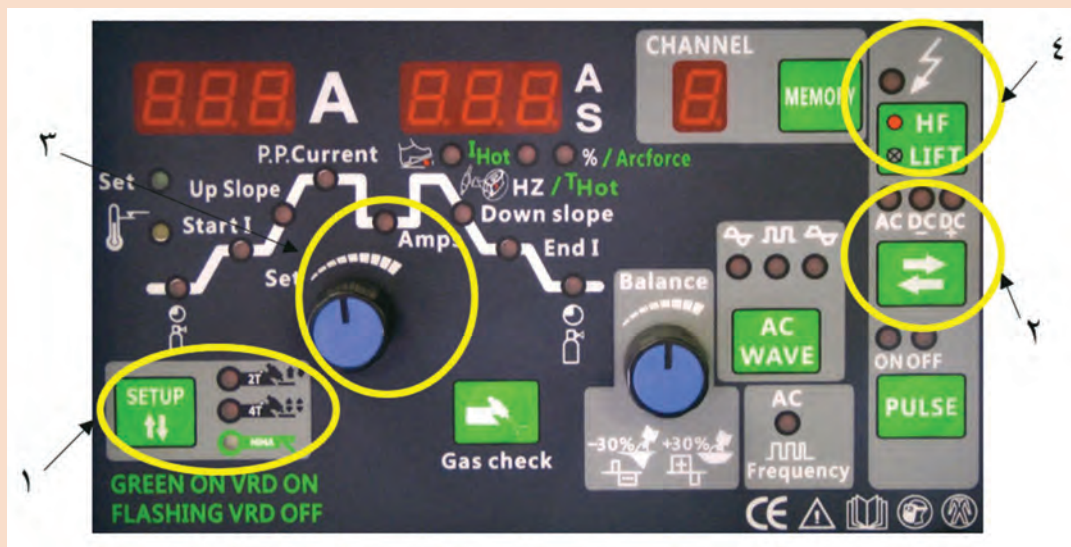 CHANNEL
888 A
888 A S
8
MEMORY
HF
LIFT
٤
٣
P.P.Current
IHot
% / Arcforce
HZ / THot
Set
Up Slope
Down slope
Start I
Amps
End I
AC DC DC
- +
٢
Set
Balance
AC WAVE
ON OFF
PULSE
SETUP
2T
4T
MMA
١
Gas check
-30% +30%
AC
Frequency
GREEN ON VRD ON
FLASHING VRD OFF
CE